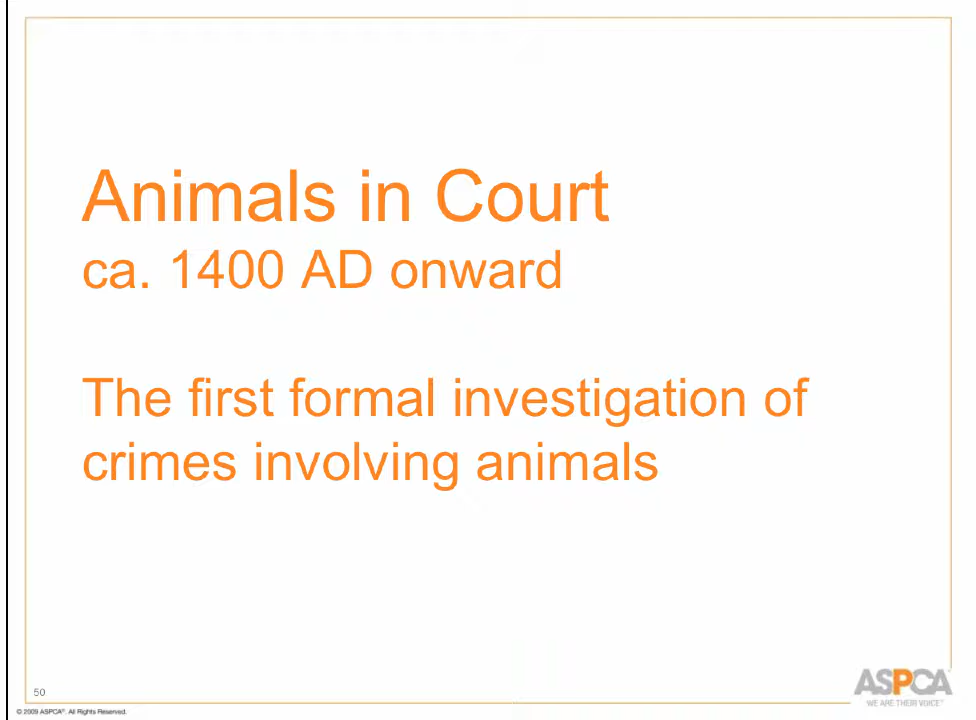 Animals in Court
ca. 1400 AD onward
The first formal investigation of
crimes involving animals
50
© 2009 ASPCA®. All Rights Reserved.
ASPCA
WE ARE THEIR VOICE™